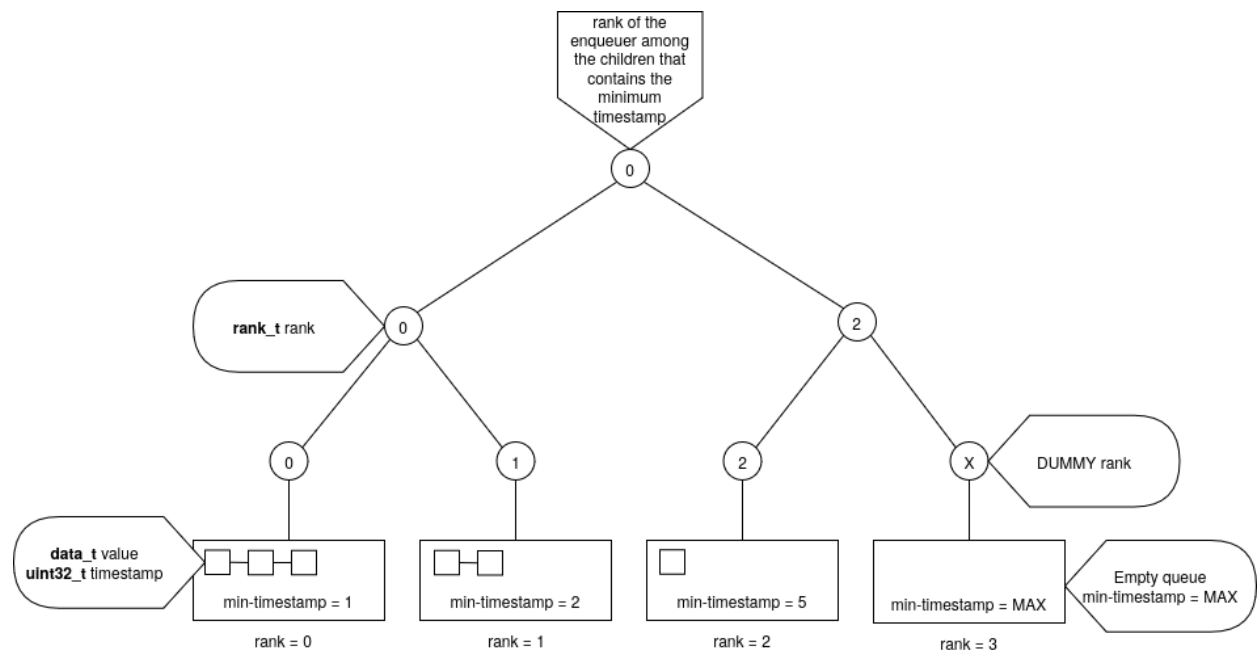 rank of the
enqueuer among
the children that
contains the
minimum
timestamp
0
rank_t rank
0
2
0
1
2
X
DUMMY rank
data_t value
uint32_t timestamp
min-timestamp = 1
min-timestamp = 2
min-timestamp = 5
min-timestamp = MAX
Empty queue
min-timestamp = MAX
rank = 0
rank = 1
rank = 2
rank = 3